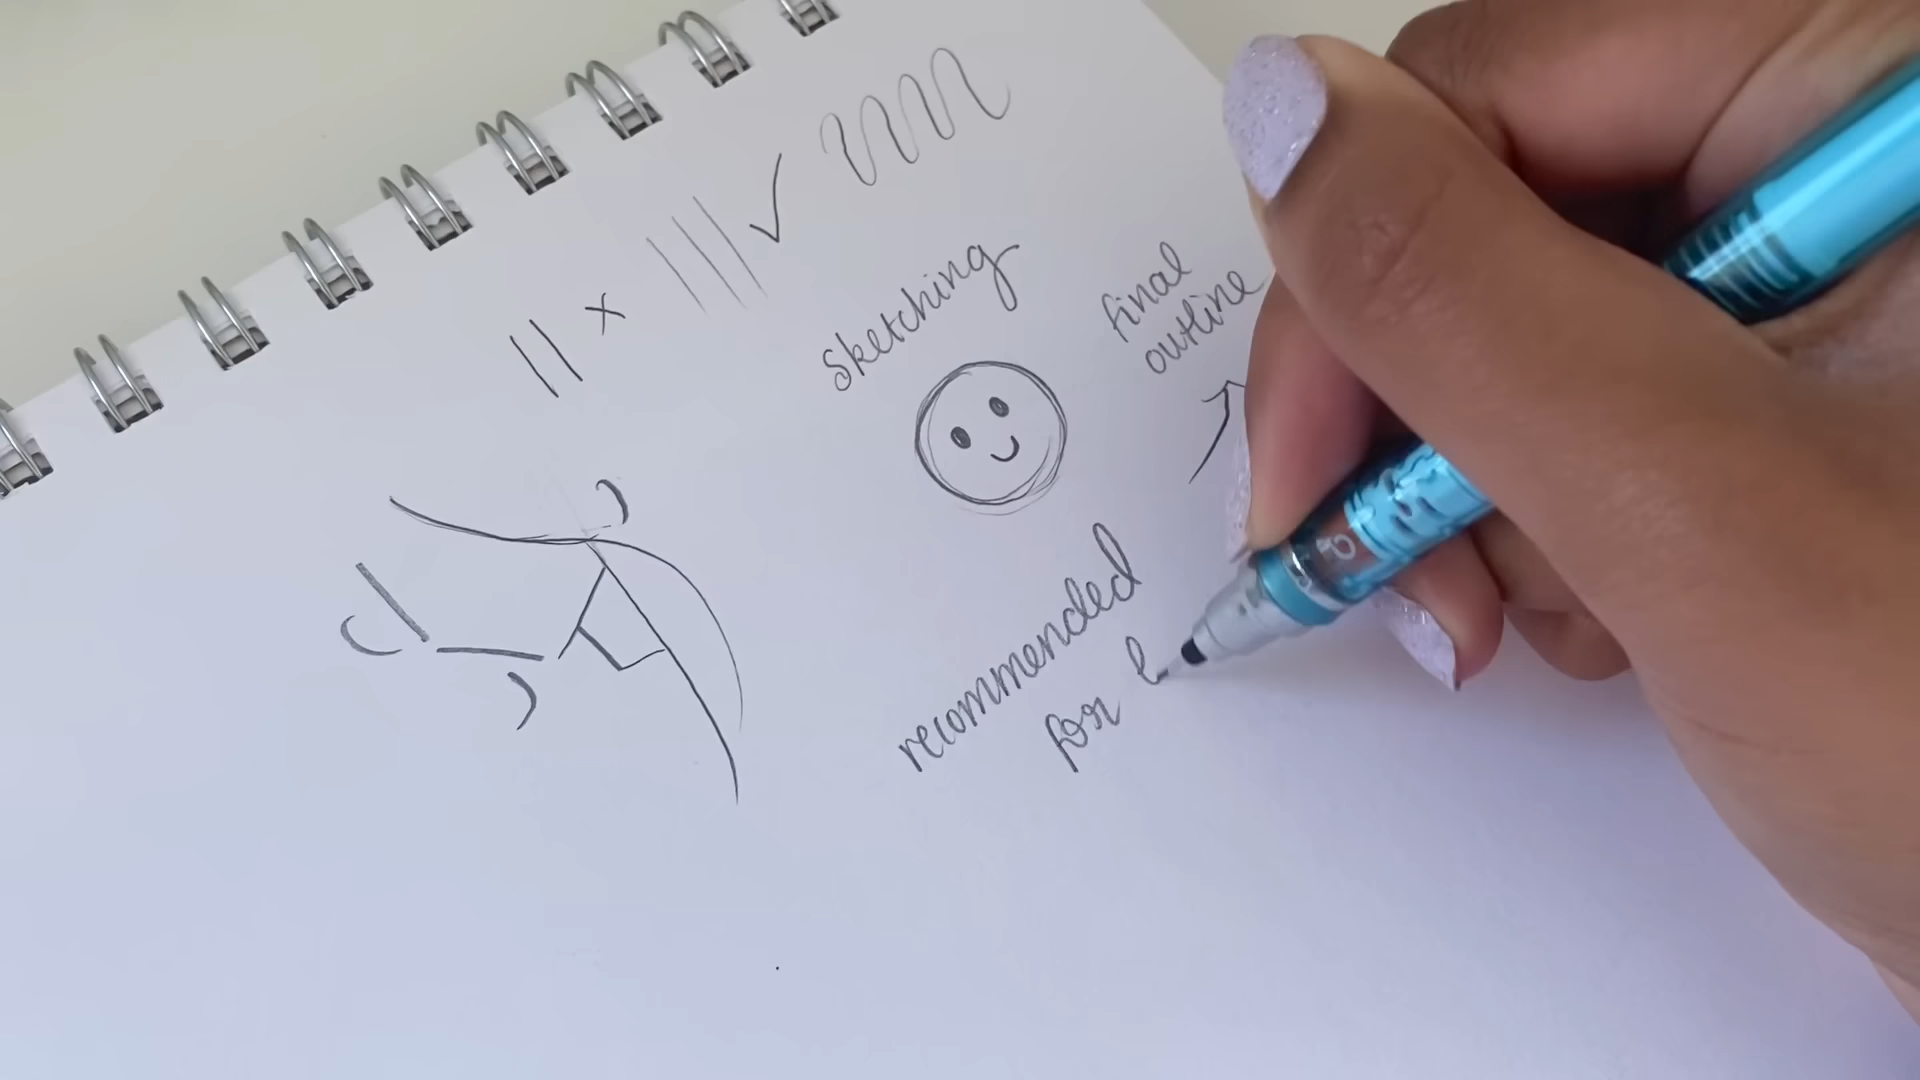 sketching
final
outline
recommended
for b